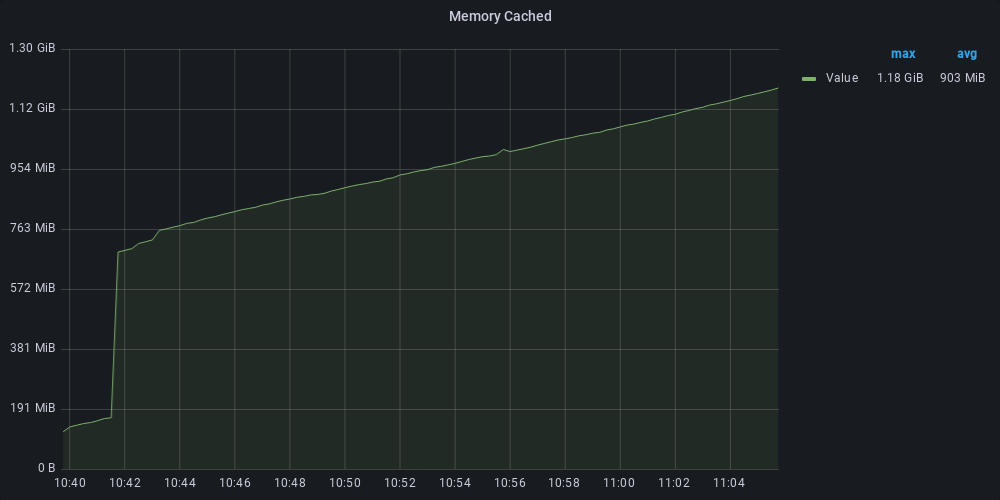 Memory Cached
1.30 GiB
1.12 GiB
954 MiB
763 MiB
572 MiB
381 MiB
191 MiB
0 B
10:40 10:42 10:44 10:46 10:48 10:50 10:52 10:54 10:56 10:58 11:00 11:02 11:04
max avg
Value 1.18 GiB 903 MiB